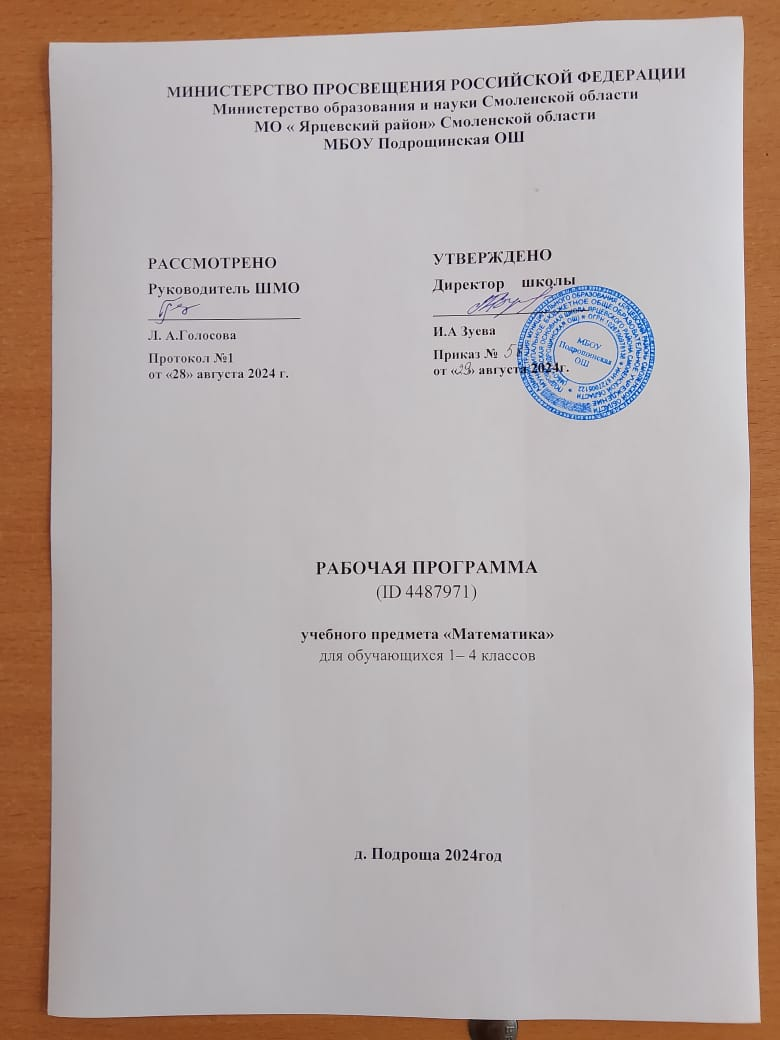 МИНИСТЕРСТВО ПРОСВЕЩЕНИЯ РОССИЙСКОЙ ФЕДЕРАЦИИ
Министерство образования и науки Смоленской области
МО « Ярцевский район» Смоленской области
МБОУ Подрощинская ОШ
РАССМОТРЕНО
Руководитель ШМО
Л. А.Голосова
Протокол №1
от «28» августа 2024 г.
УТВЕРЖДЕНО
Директор школы
И.А Зуева
Приказ №
от «29» августа 2024г.
МБОУ
Подрощинская
ОШ
РАБОЧАЯ ПРОГРАММА
(ID 4487971)
учебного предмета «Математика»
для обучающихся 1– 4 классов
д. Подроща 2024год